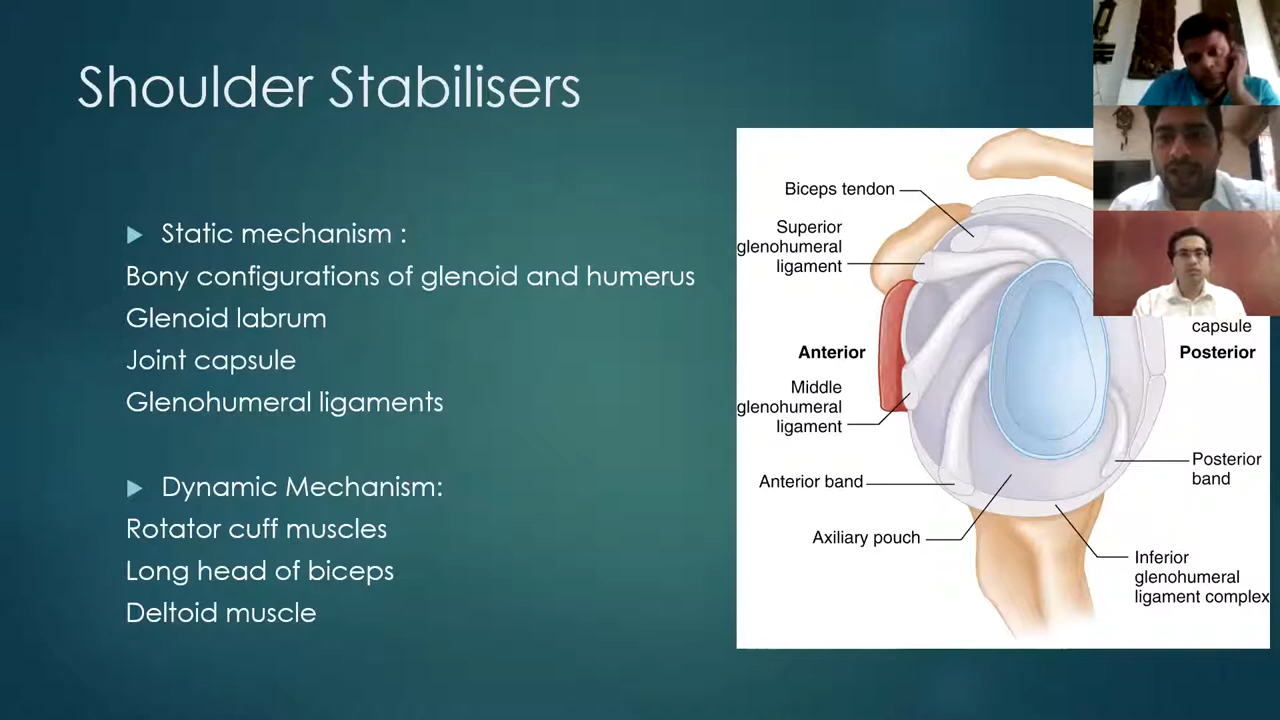 Shoulder Stabilisers
Static mechanism :
Bony configurations of glenoid and humerus
Glenoid labrum
Joint capsule
Glenohumeral ligaments
Dynamic Mechanism:
Rotator cuff muscles
Long head of biceps
Deltoid muscle
Biceps tendon
Superior
glenohumeral
ligament
Anterior
Middle
glenohumeral
ligament
Anterior band
Axiliary pouch
capsule
Posterior
Posterior
band
Inferior
glenohumeral
ligament complex